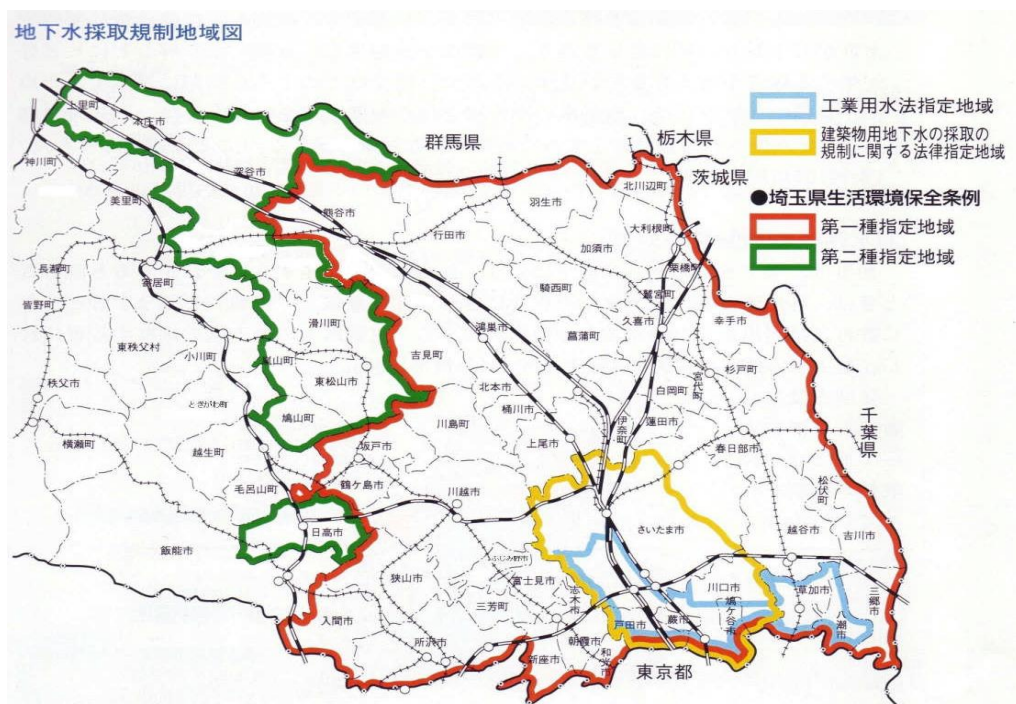 地下水採取規制地域図
工業用水法指定地域
建築物用地下水の採取の
規制に関する法律指定地域
●埼玉県生活環境保全条例
第一種指定地域
第二種指定地域
群馬県
栃木県
茨城県
千葉県
東京都
上里町
本庄市
神川町
美里町
深谷市
熊谷市
行田市
羽生市
北川辺町
加須市
大利根町
栗橋町
長瀞町
寄居町
皆野町
騎西町
鷲宮町
滑川町
鴻巣市
菖蒲町
久喜市
幸手市
東秩父村
小川町
嵐山町
吉見町
秩父市
東松山市
北本市
白岡町
宮代町
杉戸町
ときがわ町
鳩山町
川島町
桶川市
伊奈町
蓮田市
横瀬町
越生町
坂戸市
上尾市
春日部市
毛呂山町
鶴ヶ島市
川越市
松伏町
飯能市
日高市
さいたま市
越谷市
吉川市
狭山市
ふじみ野市
富士見市
川口市
草加市
三郷市
入間市
三芳町
志木市
戸田市
蕨市
鳩ヶ谷市
潮市
所沢市
朝霞市
新座市
和光市